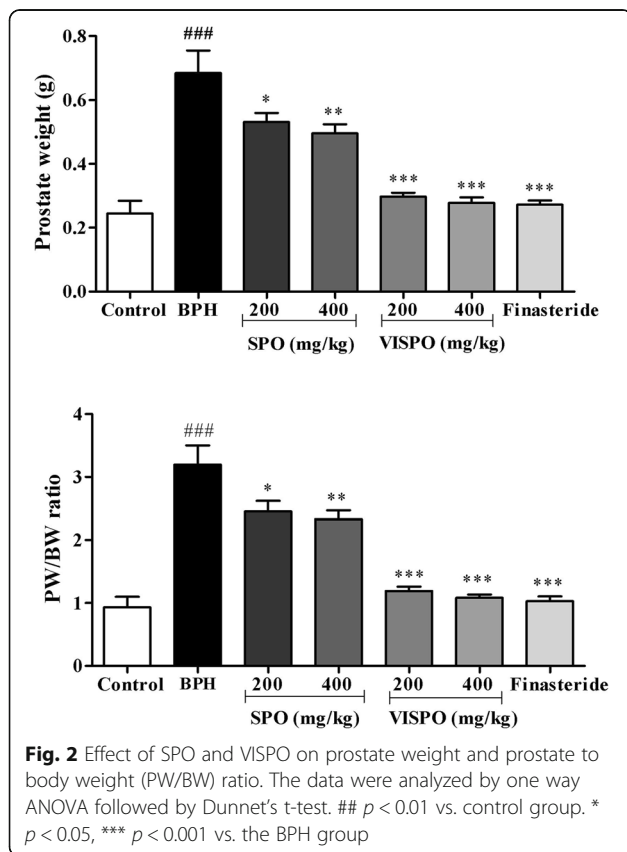 0.8
0.6
0.4
0.2
0.0
Prostate weight (g)
###
*
**
***
***
***
Control BPH 200 400 200 400 Finasteride
SPO (mg/kg) VISPO (mg/kg)
4
3
2
1
0
PW/BW ratio
###
*
**
***
***
***
Control BPH 200 400 200 400 Finasteride
SPO (mg/kg) VISPO (mg/kg)
Fig. 2 Effect of SPO and VISPO on prostate weight and prostate to
body weight (PW/BW) ratio. The data were analyzed by one way
ANOVA followed by Dunnet's t-test. ## p < 0.01 vs. control group. *
p < 0.05, *** p < 0.001 vs. the BPH group